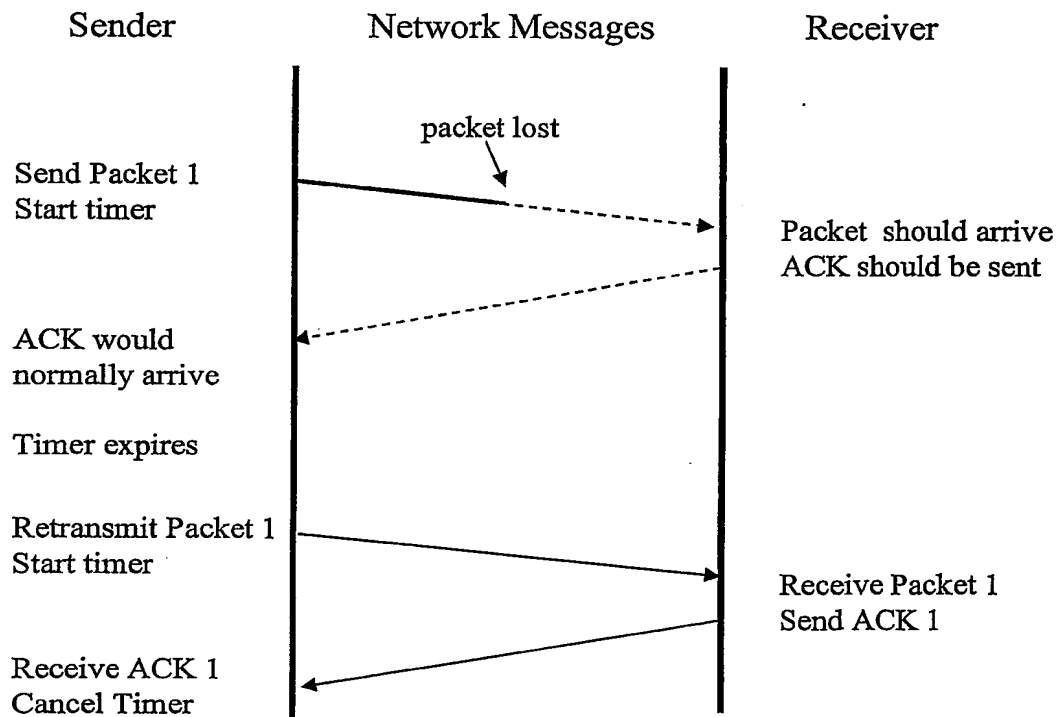 Sender
Network Messages
Receiver
packet lost
Send Packet 1
Start timer
Packet should arrive
ACK should be sent
ACK would
normally arrive
Timer expires
Retransmit Packet 1
Start timer
Receive Packet 1
Send ACK 1
Receive ACK 1
Cancel Timer